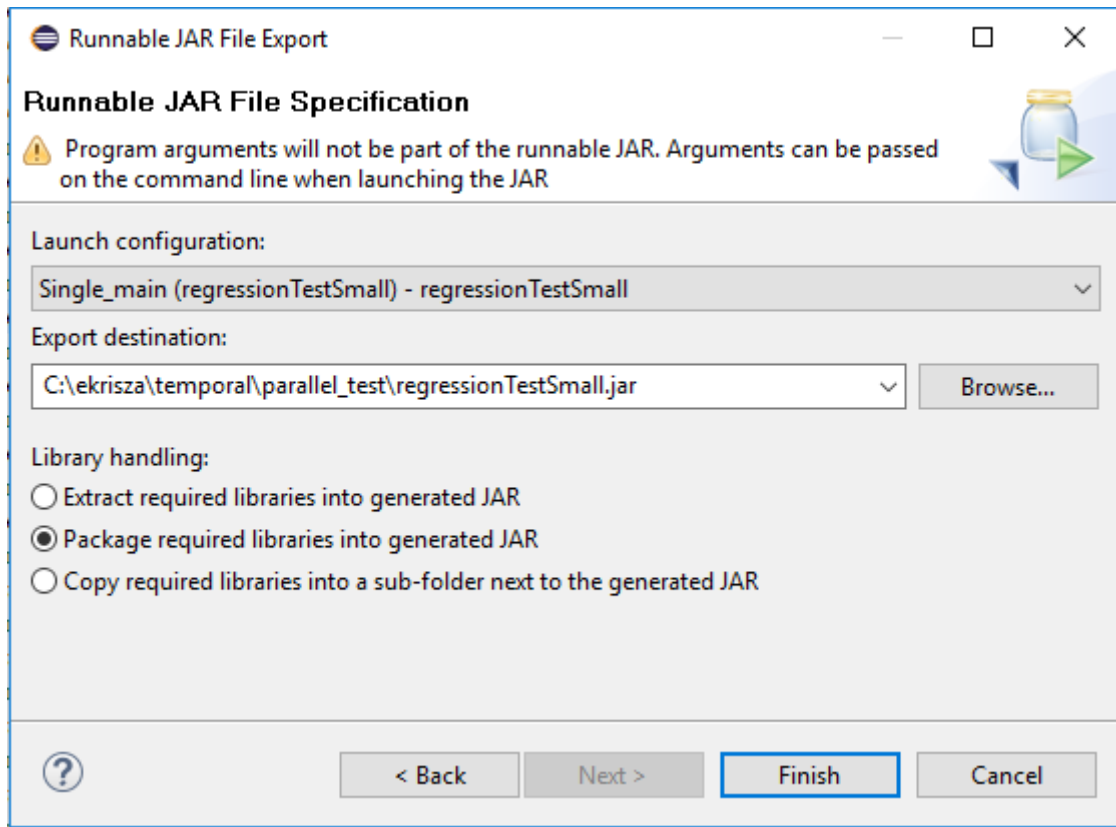 Runnable JAR File Export
Runnable JAR File Specification
Program arguments will not be part of the runnable JAR. Arguments can be passed
on the command line when launching the JAR
Launch configuration:
Single_main (regressionTestSmall) - regressionTestSmall
Export destination:
C:\ekrisza\temporal\parallel_test\regressionTestSmall.jar
Browse...
Library handling:
Extract required libraries into generated JAR
Package required libraries into generated JAR
Copy required libraries into a sub-folder next to the generated JAR
? < Back Next > Finish Cancel